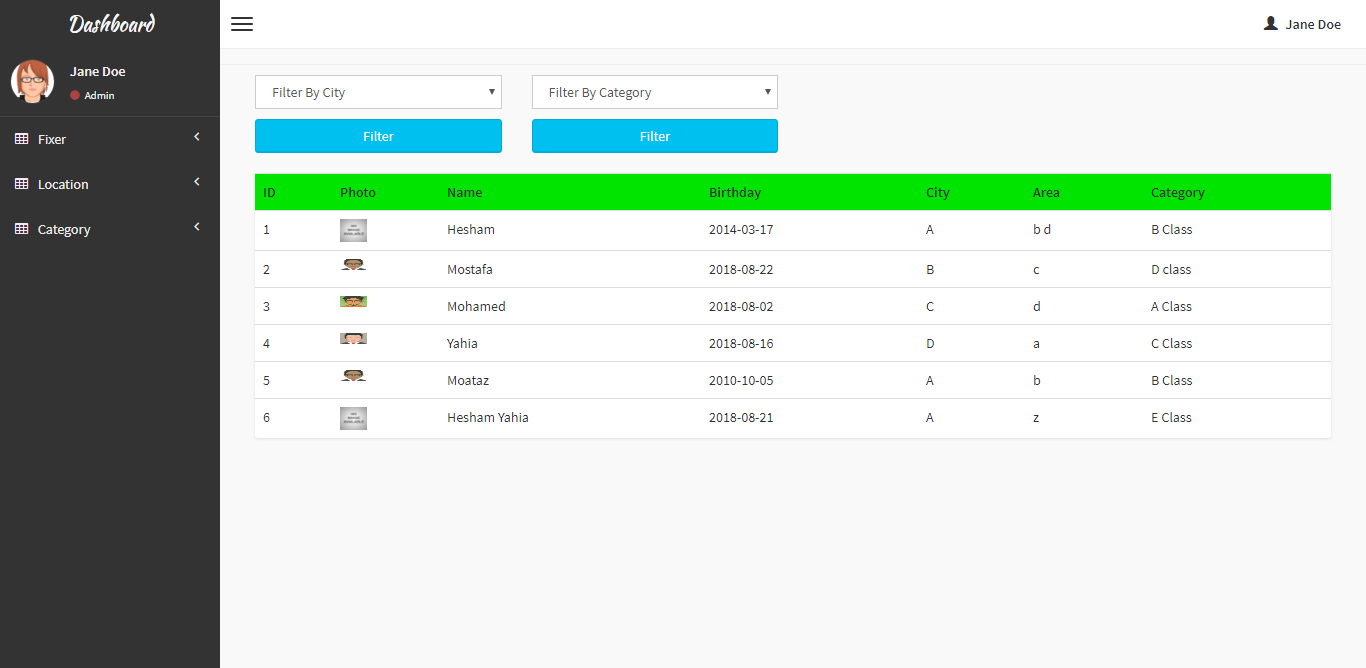 Dashboard
Jane Doe
Jane Doe
Admin
Fixer
Location
Category
Filter By City
Filter By Category
Filter
Filter
ID Photo Name Birthday City Area Category
1 Hesham 2014-03-17 A b d B Class
2 Mostafa 2018-08-22 B c D class
3 Mohamed 2018-08-02 C d A Class
4 Yahia 2018-08-16 D a C Class
5 Moataz 2010-10-05 A b B Class
6 Hesham Yahia 2018-08-21 A z E Class